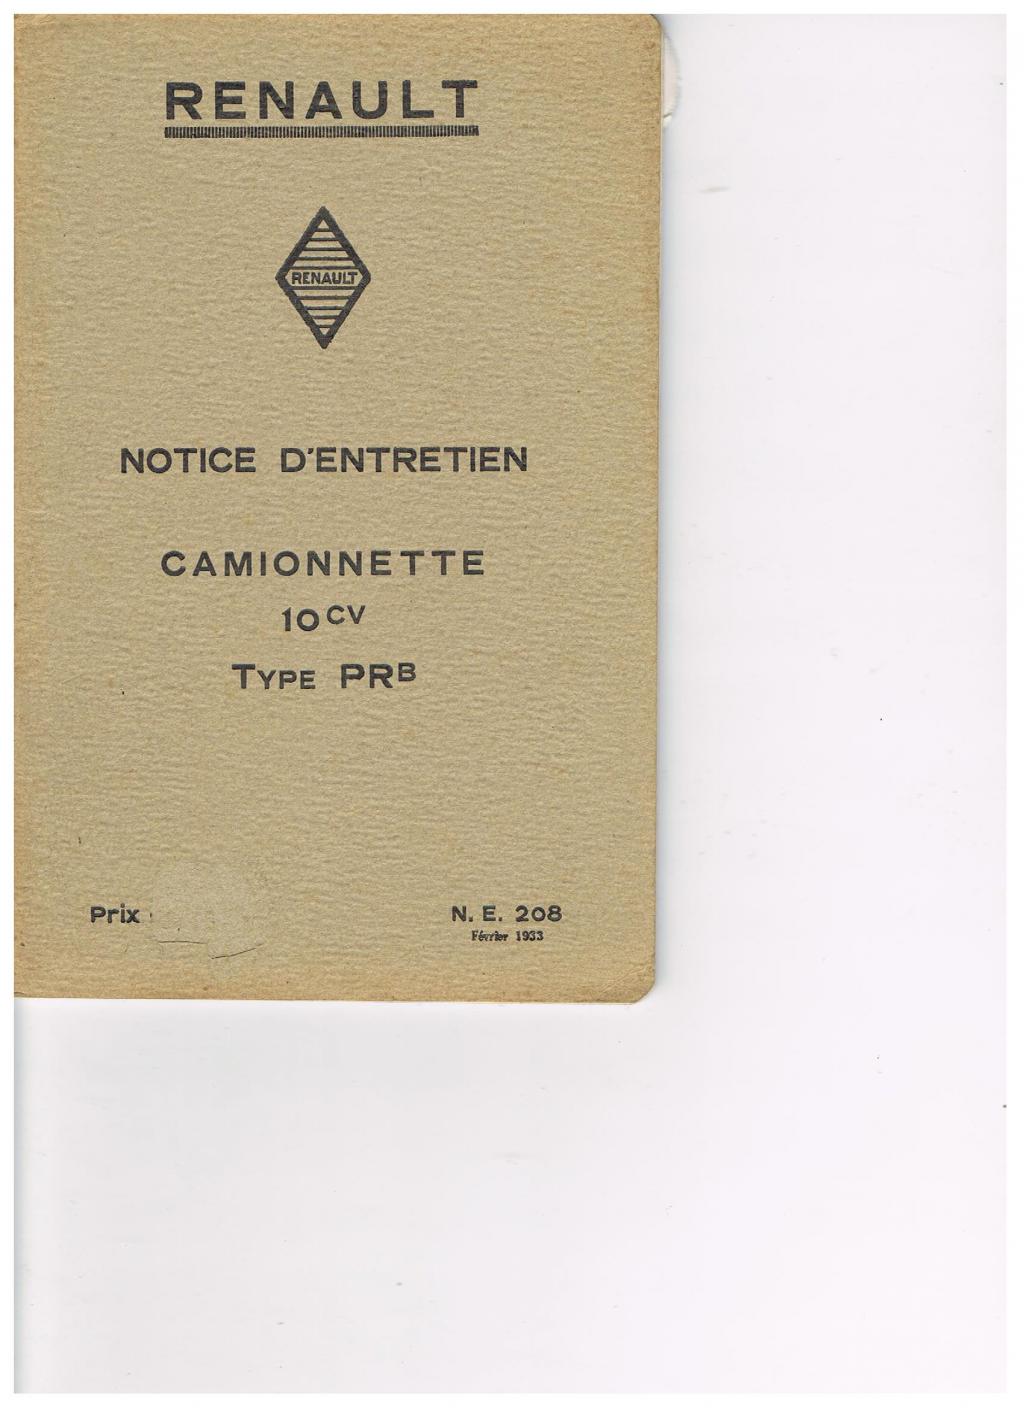 RENAULT
RENAULT
NOTICE D'ENTRETIEN
CAMIONNETTE
10 CV
TYPE PRB
Prix :
N. E. 208
Février 1933